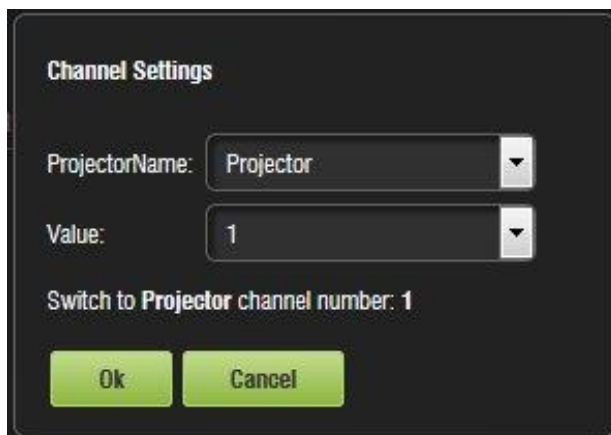 Channel Settings
ProjectorName: Projector
Value: 1
Switch to Projector channel number: 1
Ok Cancel